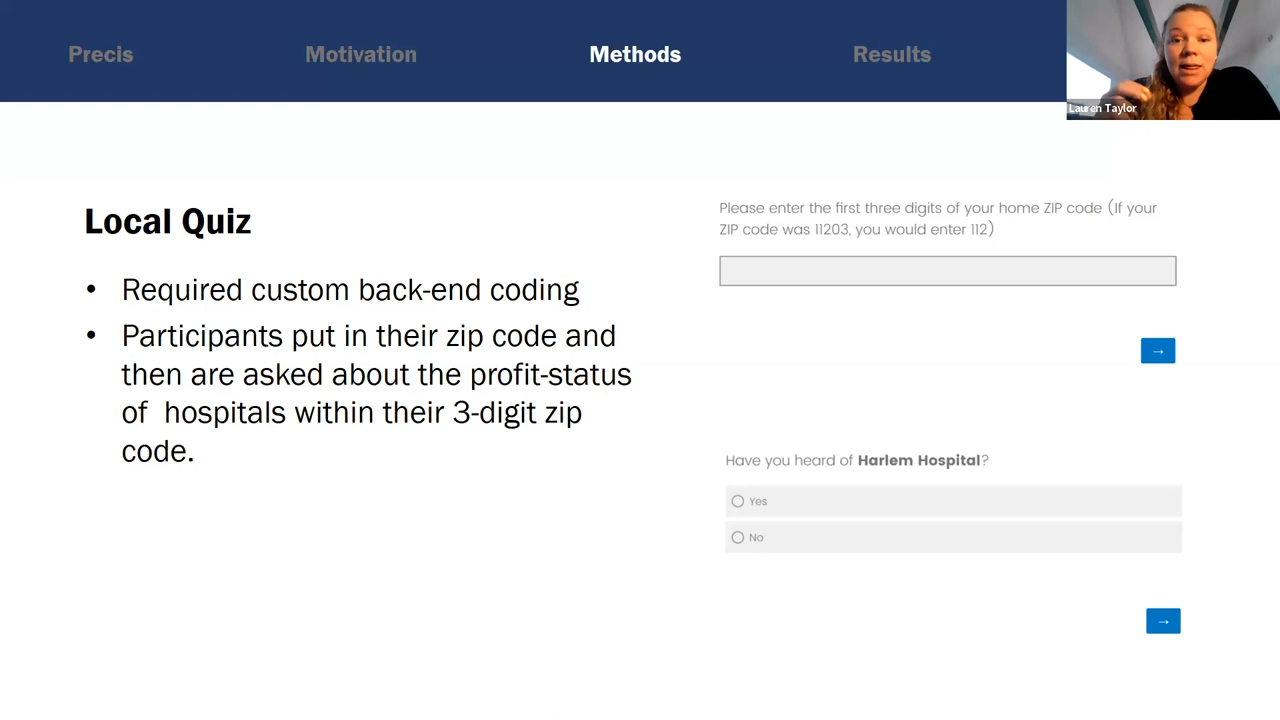 Precis Motivation Methods Results
Lauren Taylor
Local Quiz
• Required custom back-end coding
• Participants put in their zip code and
then are asked about the profit-status
of  hospitals within their 3-digit zip
code.
Please enter the first three digits of your home ZIP code (If your
ZIP code was 11203, you would enter 112)
→
Have you heard of Harlem Hospital?
Yes
No
→